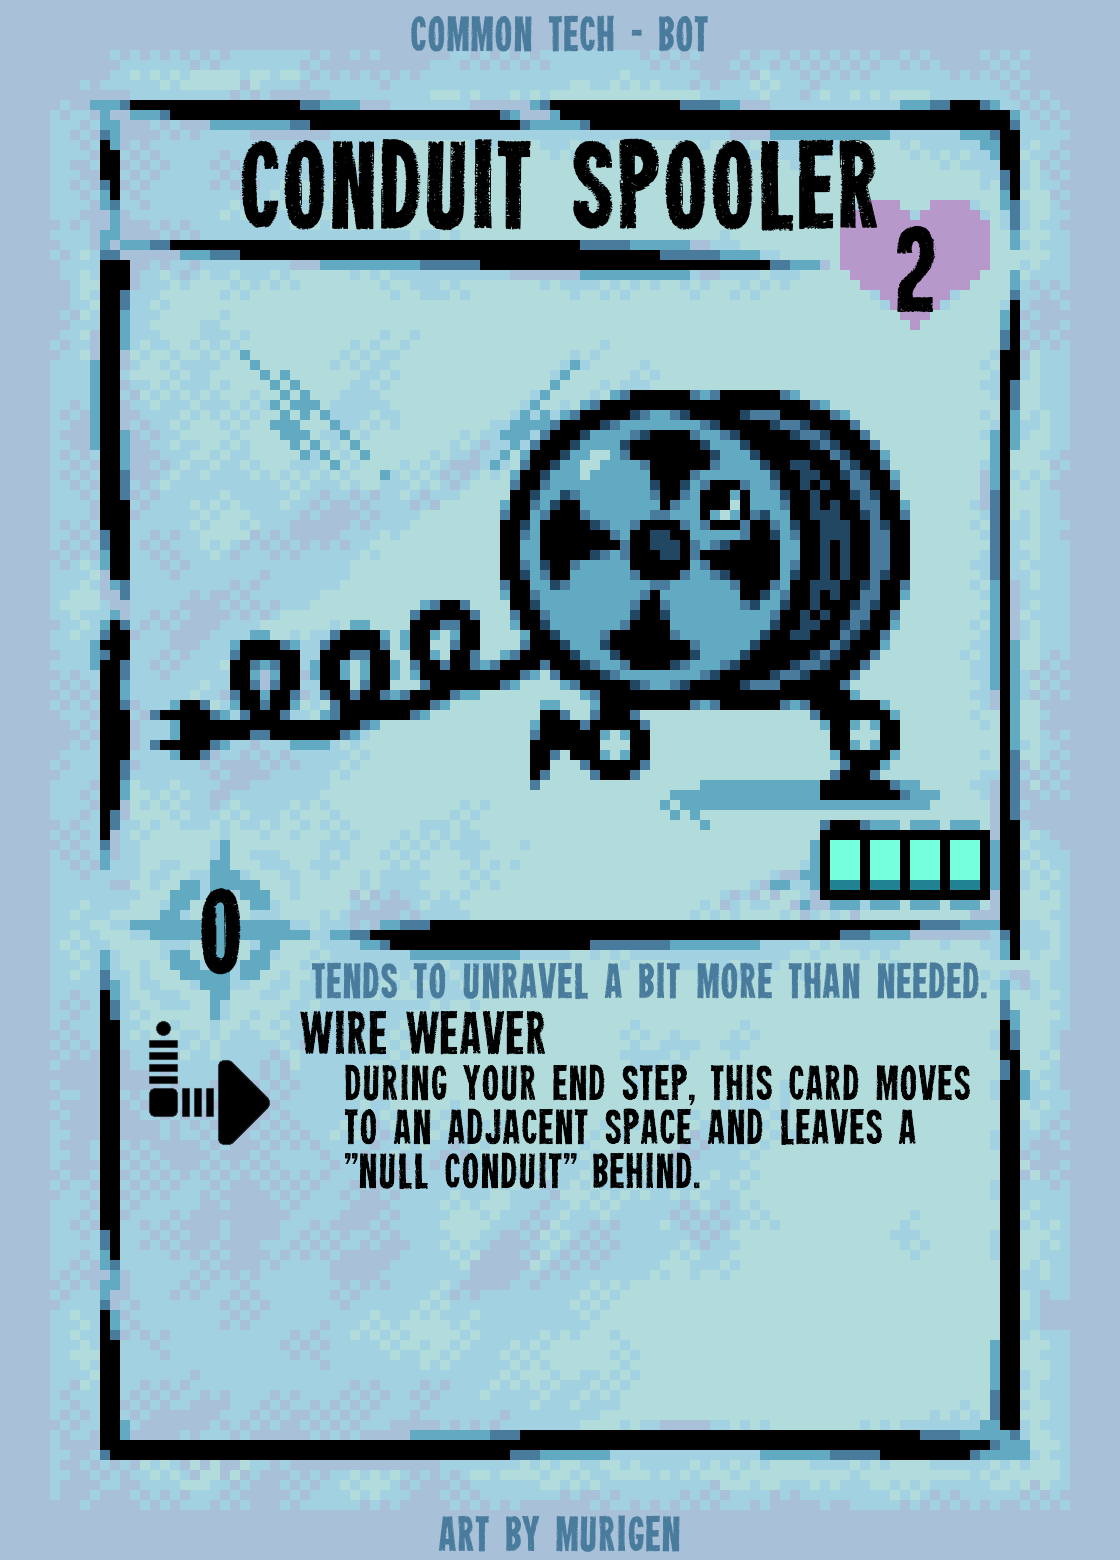 COMMON TECH - BOT
CONDUIT SPOOLER
2
0
TENDS TO UNRAVEL A BIT MORE THAN NEEDED.
WIRE WEAVER
DURING YOUR END STEP, THIS CARD MOVES
TO AN ADJACENT SPACE AND LEAVES A
"NULL CONDUIT" BEHIND.
ART BY MURIGEN